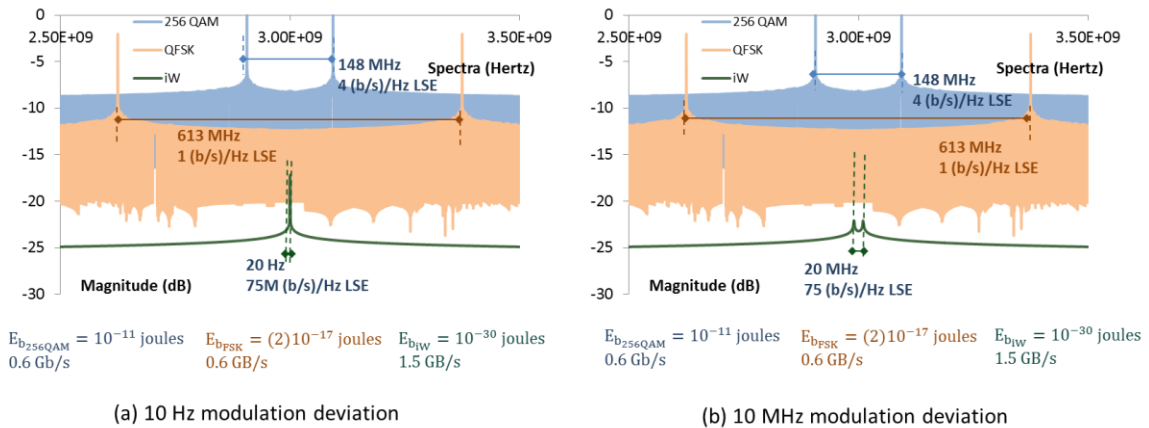 0
256 QAM
2.50E+09
3.00E+09
3.50E+09
QFSK
-5
Spectra (Hertz)
iW
148 MHz
4 (b/s)/Hz LSE
-10
613 MHz
1 (b/s)/Hz LSE
-15
-20
-25
20 Hz
Magnitude (dB)
75M (b/s)/Hz LSE
-30
E_b256QAM = 10^−11 joules
0.6 Gb/s
E_bFSK = (2)10^−17 joules
0.6 Gb/s
E_biW = 10^−30 joules
1.5 GB/s
(a) 10 Hz modulation deviation
0
256 QAM
2.50E+09
3.00E+09
3.50E+09
QFSK
-5
Spectra (Hertz)
iW
148 MHz
4 (b/s)/Hz LSE
-10
613 MHz
1 (b/s)/Hz LSE
-15
-20
-25
20 MHz
Magnitude (dB)
75 (b/s)/Hz LSE
-30
E_b256QAM = 10^−11 joules
0.6 Gb/s
E_bFSK = (2)10^−17 joules
0.6 Gb/s
E_biW = 10^−30 joules
1.5 GB/s
(b) 10 MHz modulation deviation